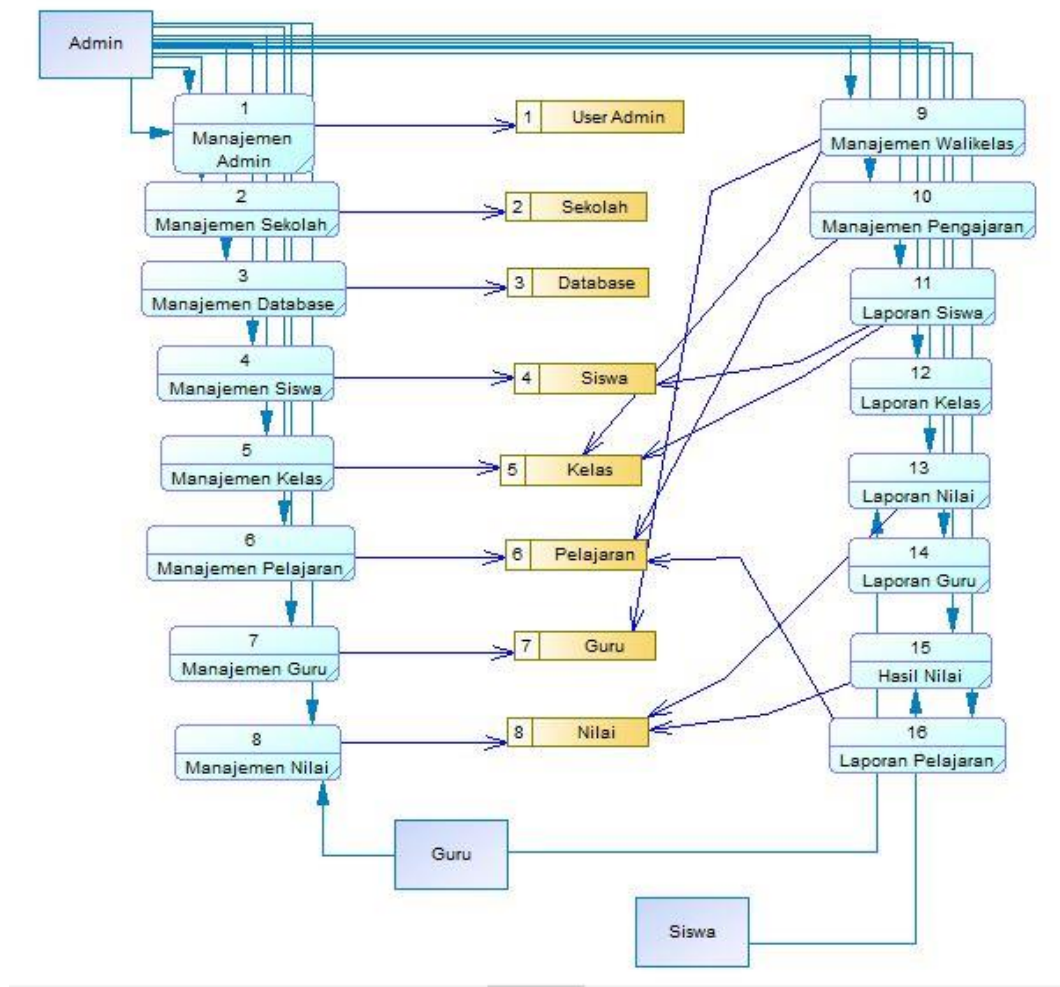 Admin
1
Manajemen
Admin
2
Manajemen Sekolah
3
Manajemen Database
4
Manajemen Siswa
5
Manajemen Kelas
6
Manajemen Pelajaran
7
Manajemen Guru
8
Manajemen Nilai
1 User Admin
2 Sekolah
3 Database
4 Siswa
5 Kelas
6 Pelajaran
7 Guru
8 Nilai
9
Manajemen Walikelas
10
Manajemen Pengajaran
11
Laporan Siswa
12
Laporan Kelas
13
Laporan Nilai
14
Laporan Guru
15
Hasil Nilai
16
Laporan Pelajaran
Guru
Siswa